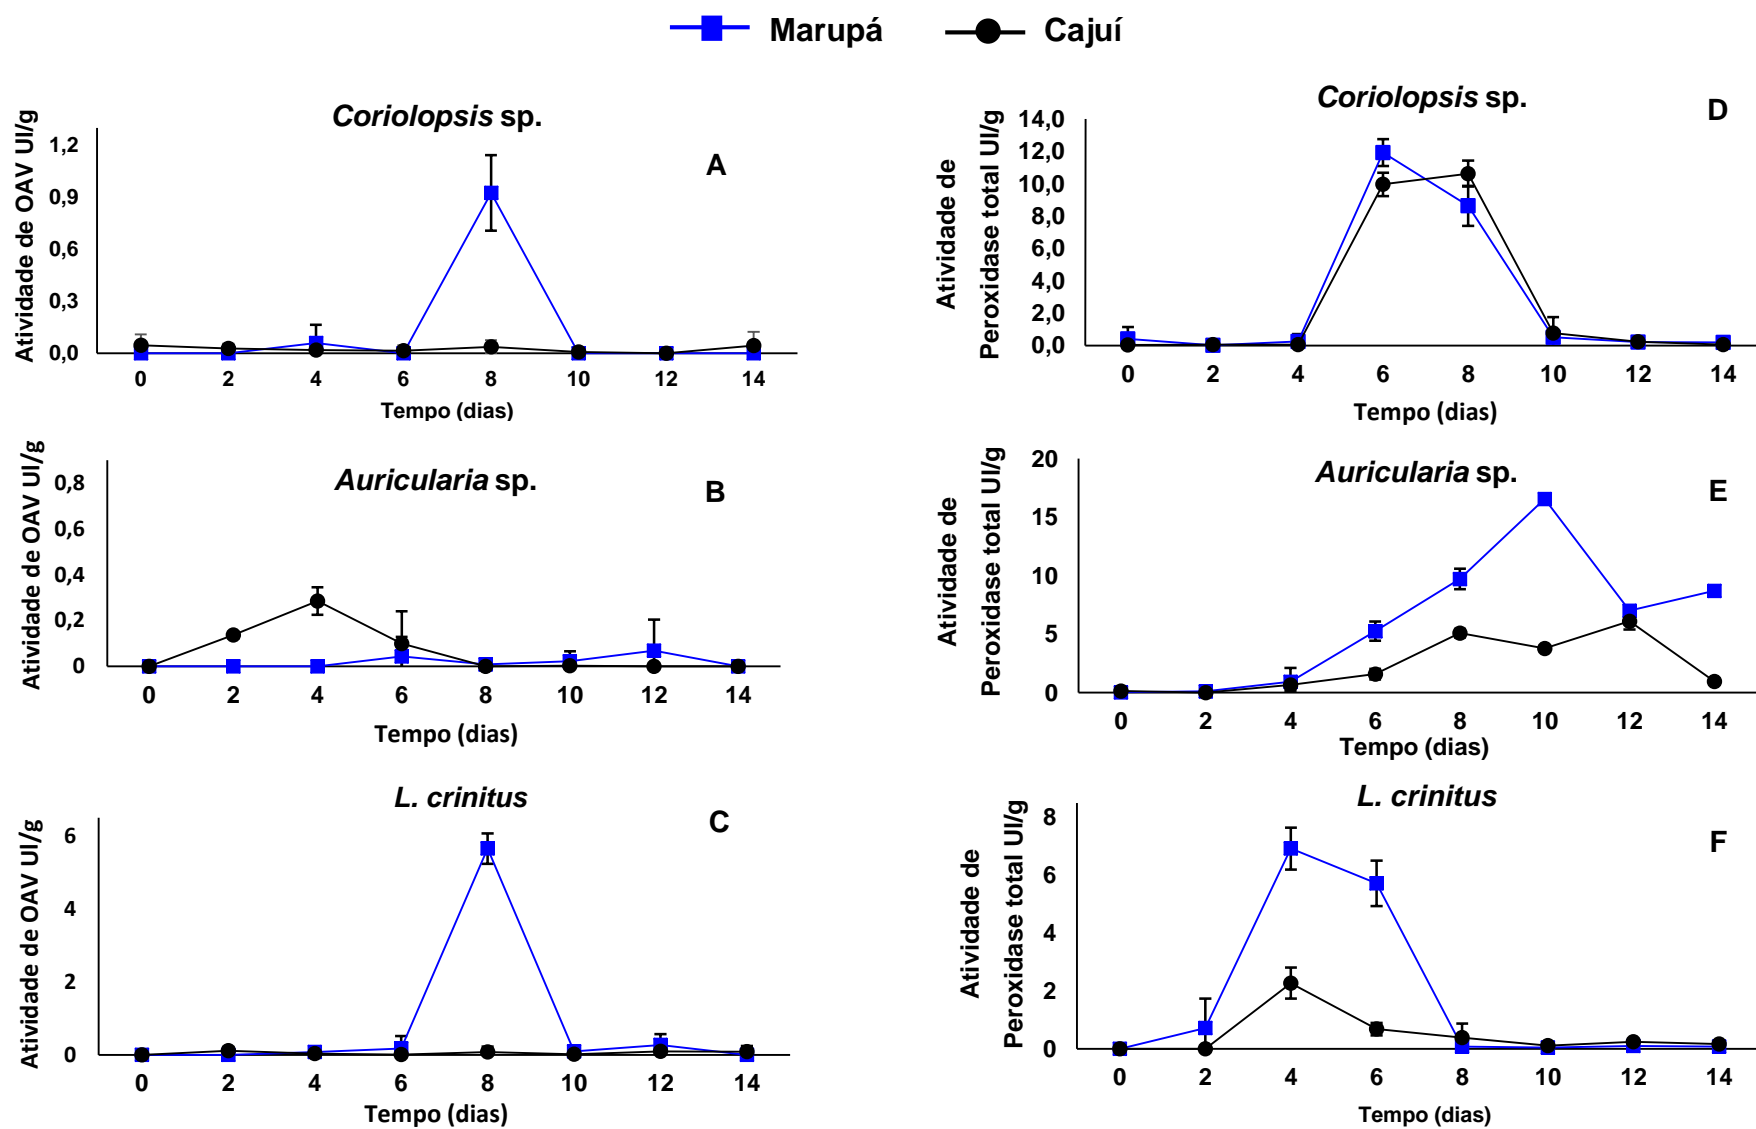 Marupá Cajuí
Coriolopsis sp.
A
Atividade de OAV UI/g
1,2
0,9
0,6
0,3
0,0
0 2 4 6 8 10 12 14
Tempo (dias)
Coriolopsis sp.
D
Atividade de
Peroxidase total UI/g
14,0
12,0
10,0
8,0
6,0
4,0
2,0
0,0
0 2 4 6 8 10 12 14
Tempo (dias)
Auricularia sp.
B
Atividade de OAV UI/g
0,8
0,6
0,4
0,2
0
0 2 4 6 8 10 12 14
Tempo (dias)
Auricularia sp.
E
Atividade de
Peroxidase total UI/g
20
15
10
5
0
0 2 4 6 8 10 12 14
Tempo (dias)
L. crinitus
C
Atividade de OAV UI/g
6
4
2
0
0 2 4 6 8 10 12 14
Tempo (dias)
L. crinitus
F
Atividade de
Peroxidase total UI/g
8
6
4
2
0
0 2 4 6 8 10 12 14
Tempo (dias)